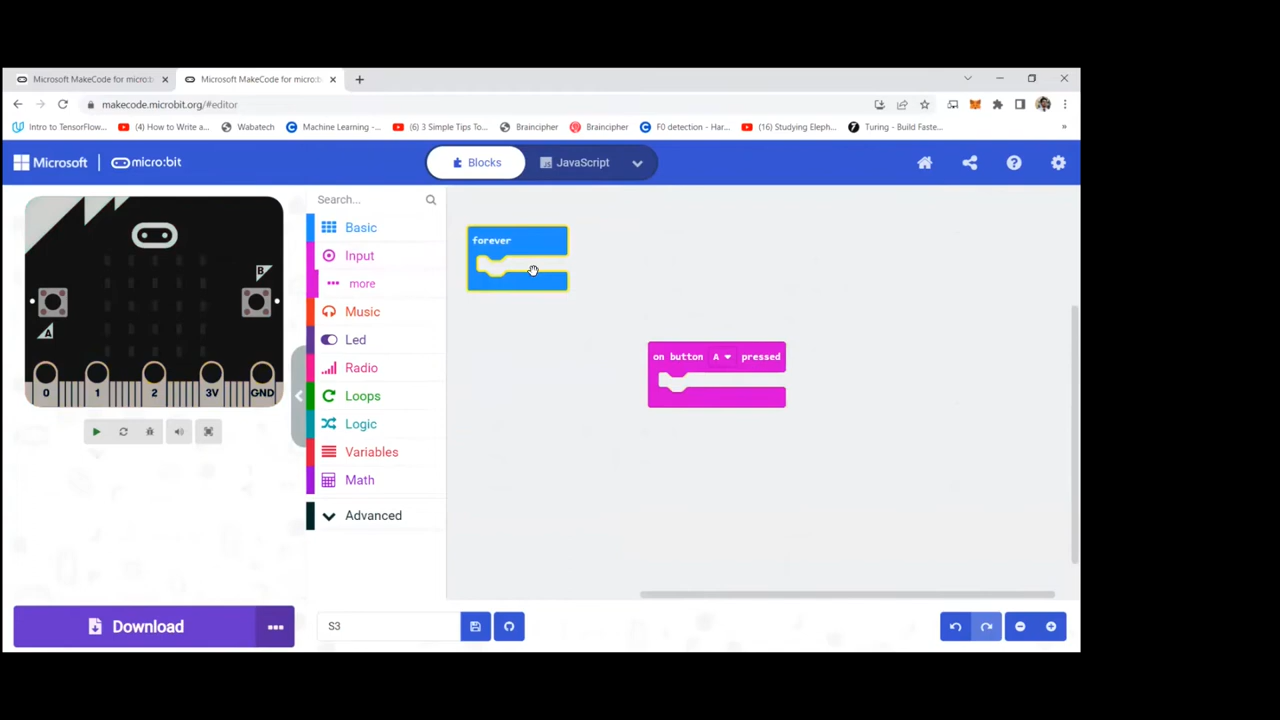 Microsoft MakeCode for micro:b
Microsoft MakeCode for micro:b
makecode.microbit.org/#editor
Intro to TensorFlow... (4) How to Write a... Wabatech Machine Learning -... (6) 3 Simple Tips To... Braincipher Braincipher F0 detection - Har... (16) Studying Eleph... Turing - Build Faste... »
Microsoft micro:bit Blocks JavaScript
Search...
Basic
Input
more
Music
Led
Radio
Loops
Logic
Variables
Math
Advanced
A
B
0 1 2 3V GND
forever
on button A pressed
Download
S3